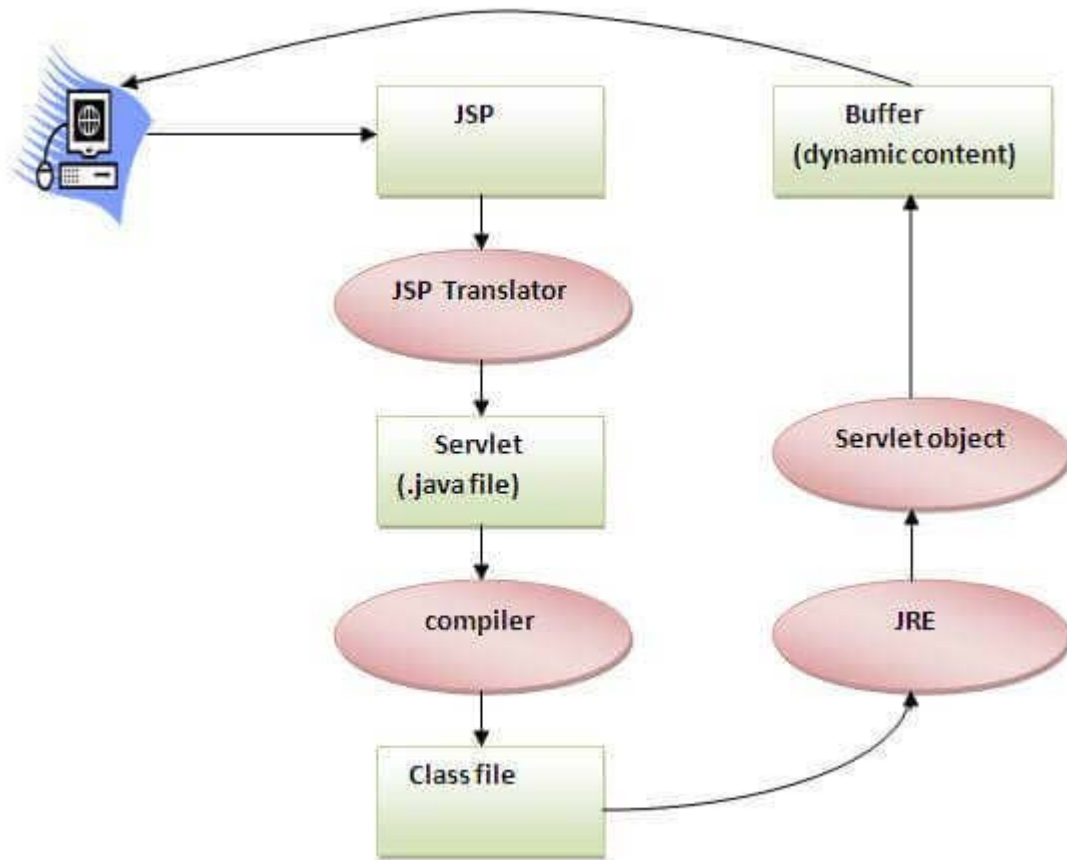 JSP
Buffer
(dynamic content)
JSP Translator
Servlet
(.java file)
Servlet object
compiler
JRE
Class file